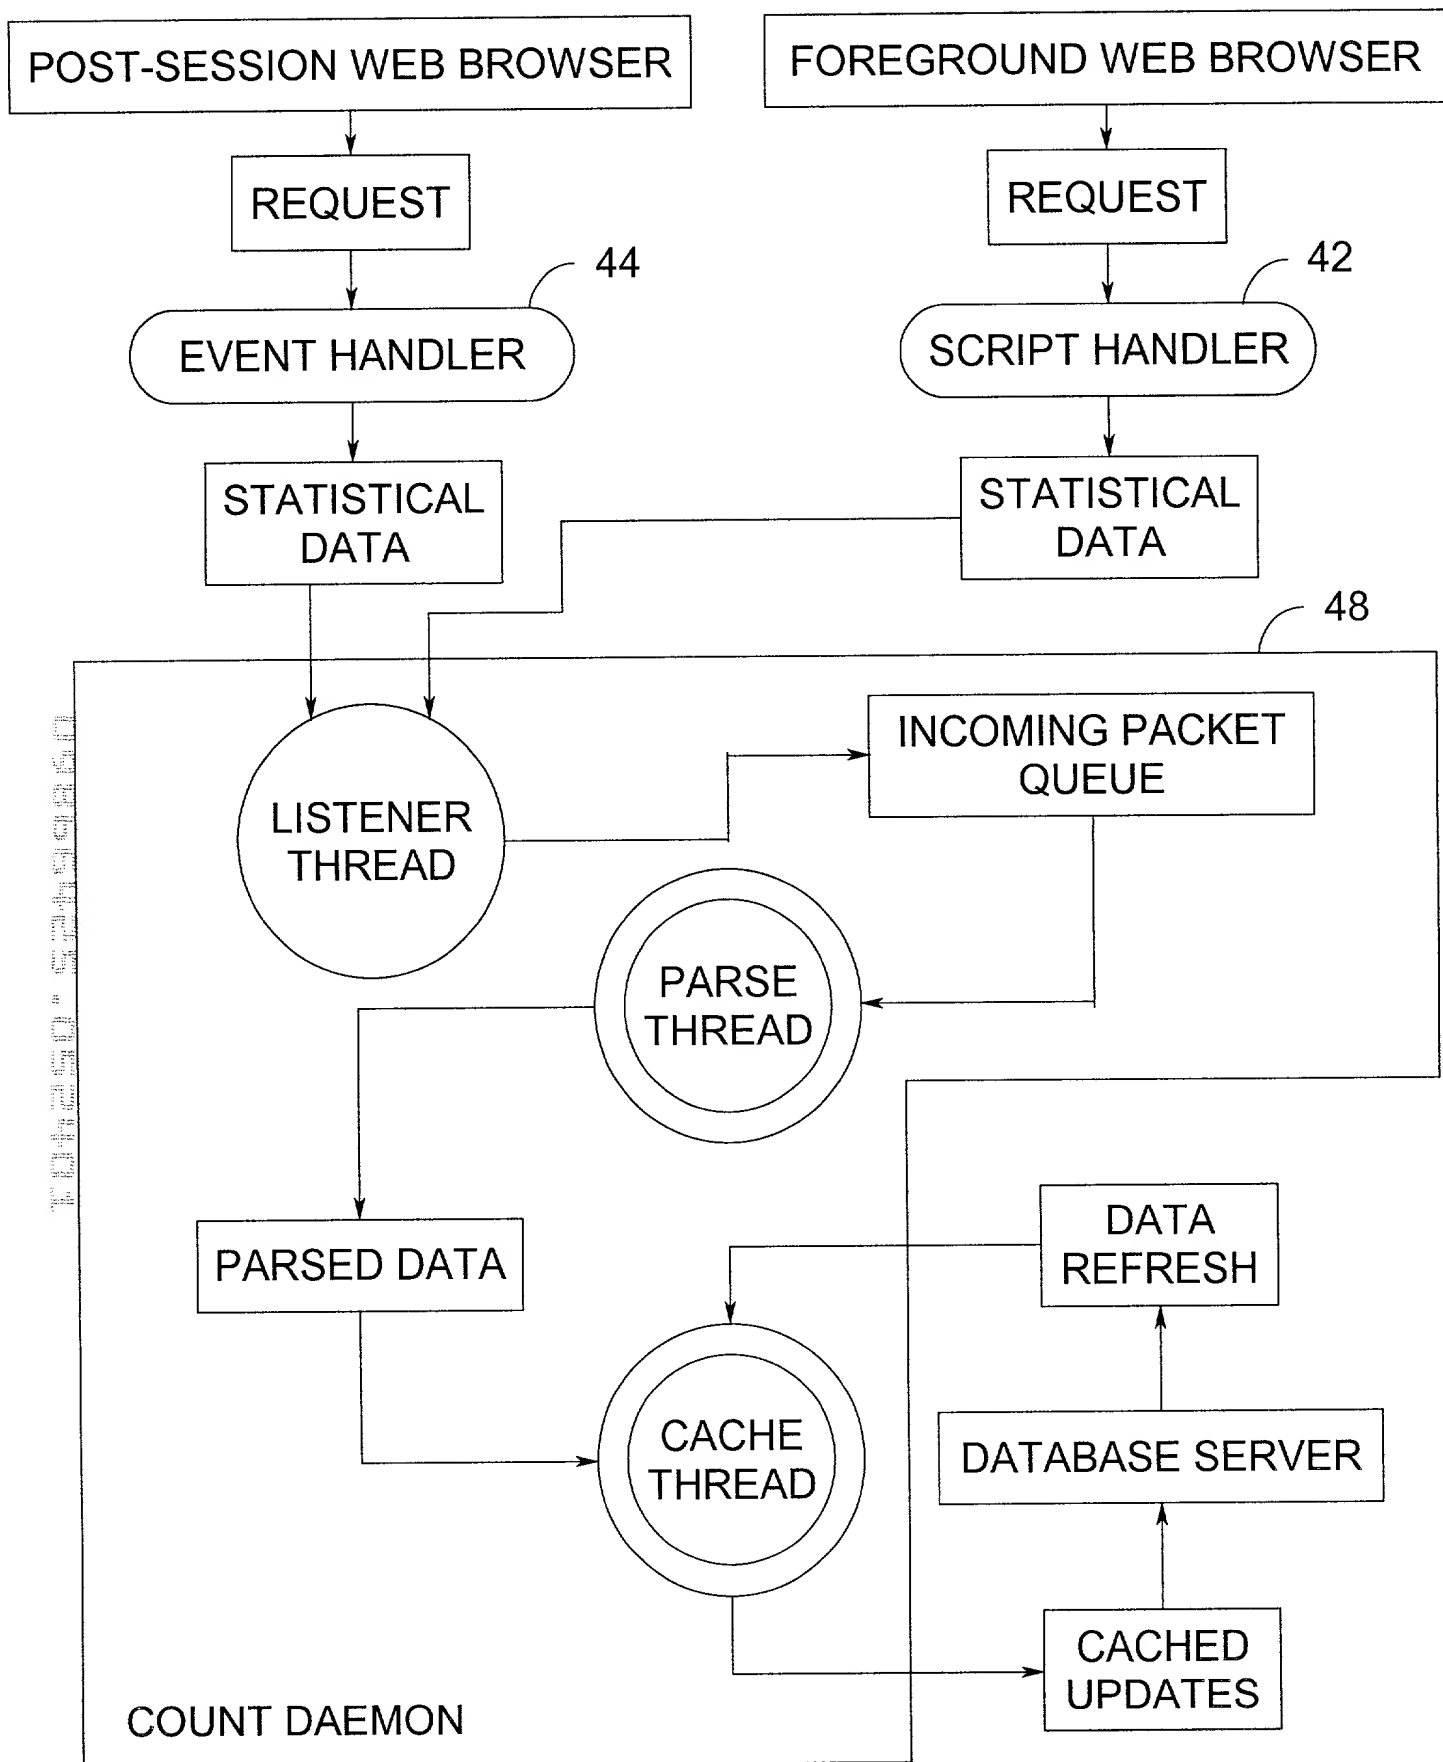 POST-SESSION WEB BROWSER
FOREGROUND WEB BROWSER
REQUEST
REQUEST
44
42
EVENT HANDLER
SCRIPT HANDLER
STATISTICAL
DATA
STATISTICAL
DATA
48
LISTENER
THREAD
INCOMING PACKET
QUEUE
PARSE
THREAD
PARSED DATA
DATA
REFRESH
CACHE
THREAD
DATABASE SERVER
CACHED
UPDATES
COUNT DAEMON